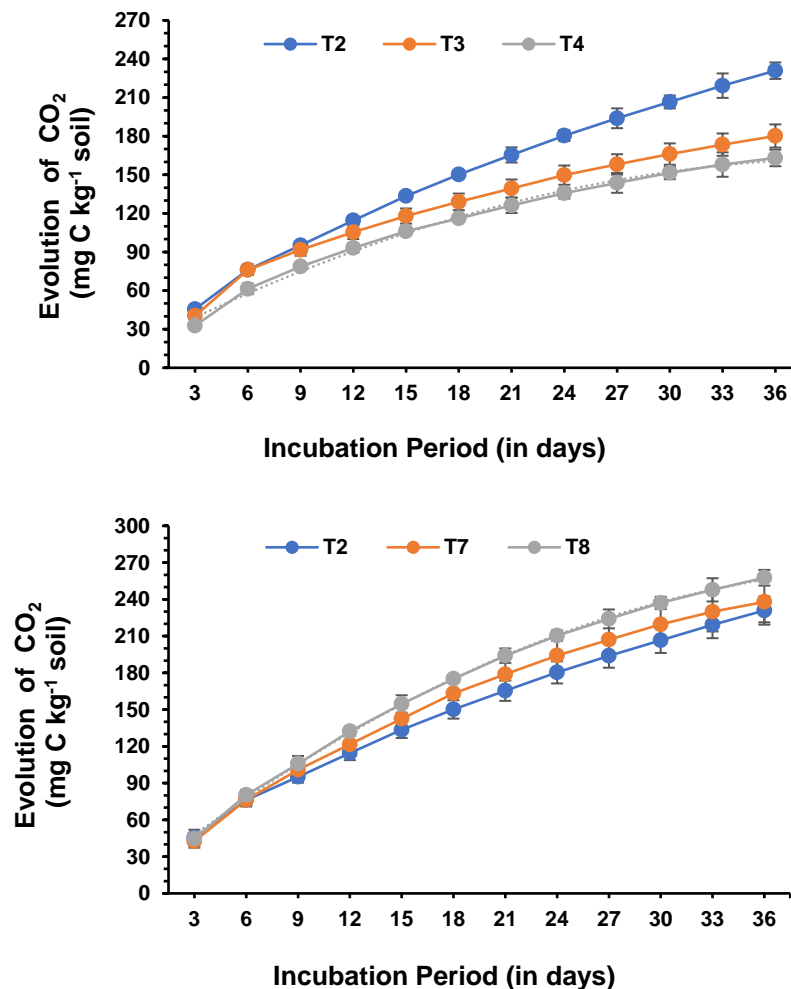 T2 T3 T4
270
240
210
180
150
120
90
60
30
0
Evolution of CO₂
(mg C kg⁻¹ soil)
3 6 9 12 15 18 21 24 27 30 33 36
Incubation Period (in days)
T2 T7 T8
300
270
240
210
180
150
120
90
60
30
0
Evolution of CO₂
(mg C kg⁻¹ soil)
3 6 9 12 15 18 21 24 27 30 33 36
Incubation Period (in days)